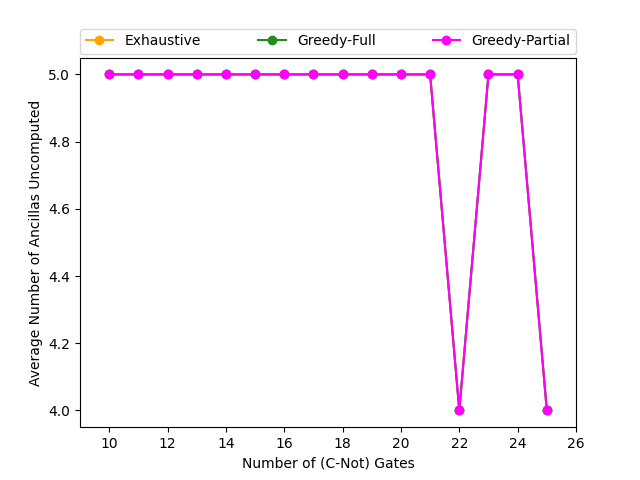 Exhaustive Greedy-Full Greedy-Partial
5.0
4.8
4.6
4.4
4.2
4.0
Average Number of Ancillas Uncomputed
10 12 14 16 18 20 22 24 26
Number of (C-Not) Gates